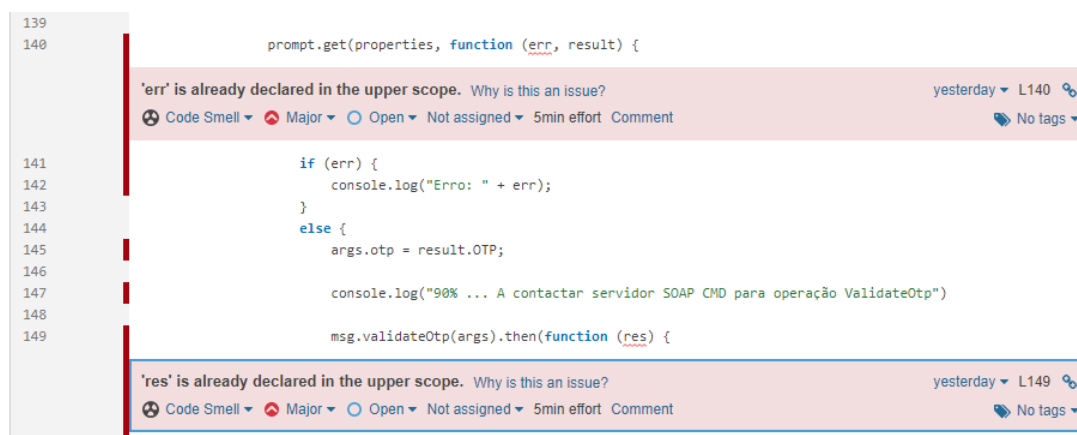 139
140 prompt.get(properties, function (err, result) {
'err' is already declared in the upper scope. Why is this an issue? yesterday L140
Code Smell Major Open Not assigned 5min effort Comment No tags
141 if (err) {
142 console.log("Erro: " + err);
143 }
144 else {
145 args.otp = result.OTP;
146
147 console.log("90% ... A contactar servidor SOAP CMD para operação ValidateOtp")
148
149 msg.validateOtp(args).then(function (res) {
'res' is already declared in the upper scope. Why is this an issue? yesterday L149
Code Smell Major Open Not assigned 5min effort Comment No tags